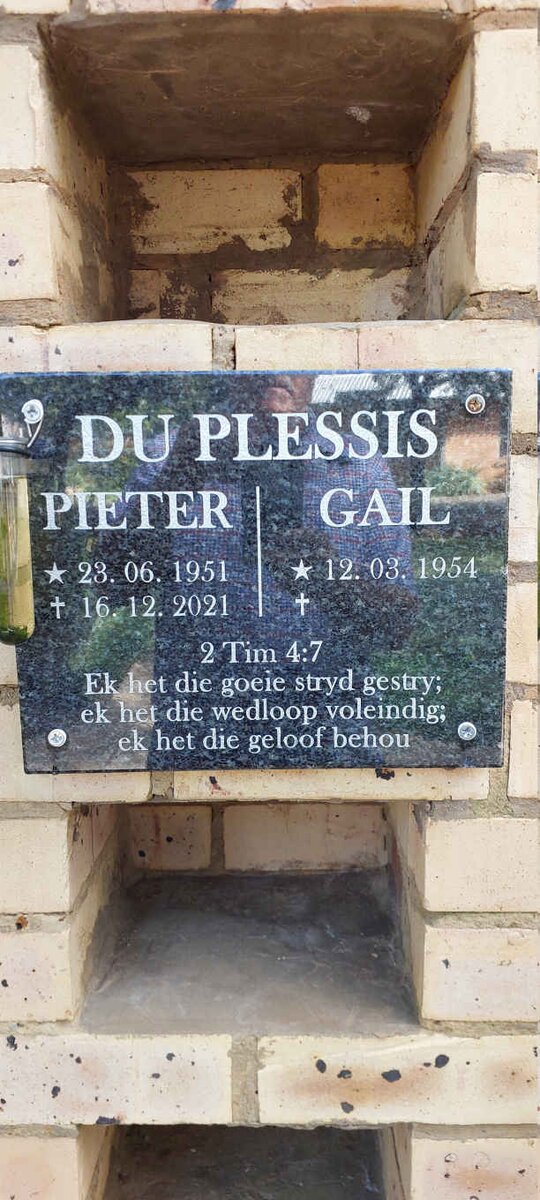 DU PLESSIS
PIETER | GAIL
★ 23. 06. 1951 ★ 12. 03. 1954
✝ 16. 12. 2021 ✝
2 Tim 4:7
Ek het die goeie stryd gestry;
ek het die wedloop voleindig;
ek het die geloof behou